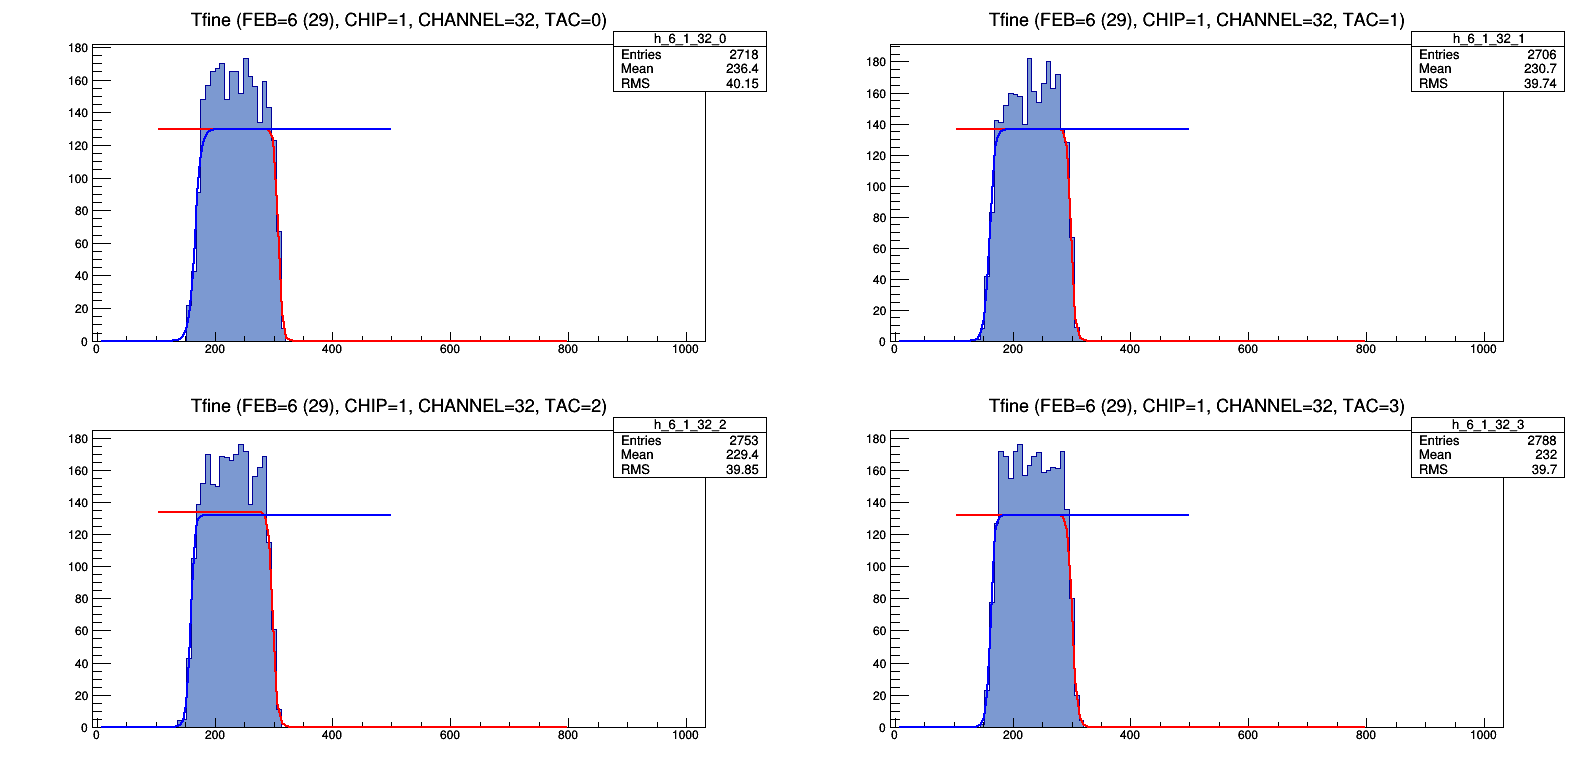 Tfine (FEB=6 (29), CHIP=1, CHANNEL=32, TAC=0)
h_6_1_32_0
Entries 2718
Mean 236.4
RMS 40.15
180
160
140
120
100
80
60
40
20
0
0 200 400 600 800 1000
Tfine (FEB=6 (29), CHIP=1, CHANNEL=32, TAC=1)
h_6_1_32_1
Entries 2706
Mean 230.7
RMS 39.74
180
160
140
120
100
80
60
40
20
0
0 200 400 600 800 1000
Tfine (FEB=6 (29), CHIP=1, CHANNEL=32, TAC=2)
h_6_1_32_2
Entries 2753
Mean 229.4
RMS 39.85
180
160
140
120
100
80
60
40
20
0
0 200 400 600 800 1000
Tfine (FEB=6 (29), CHIP=1, CHANNEL=32, TAC=3)
h_6_1_32_3
Entries 2788
Mean 232
RMS 39.7
180
160
140
120
100
80
60
40
20
0
0 200 400 600 800 1000